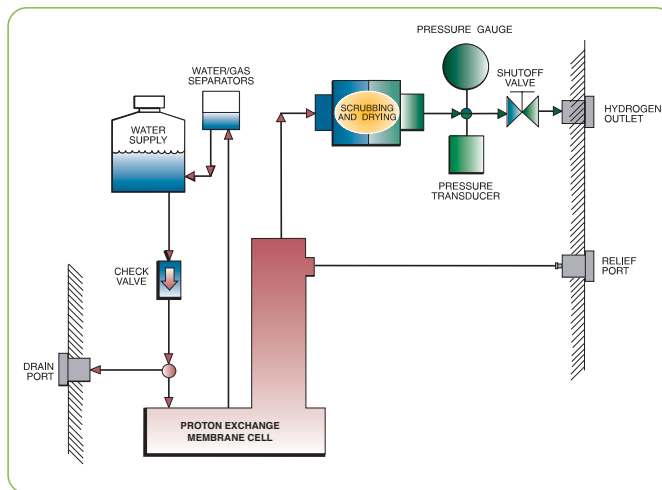 PRESSURE GAUGE
WATER/GAS
SEPARATORS
SHUTOFF
VALVE
WATER
SUPPLY
SCRUBBING
AND DRYING
HYDROGEN
OUTLET
PRESSURE
TRANSDUCER
CHECK
VALVE
RELIEF
PORT
DRAIN
PORT
PROTON EXCHANGE
MEMBRANE CELL